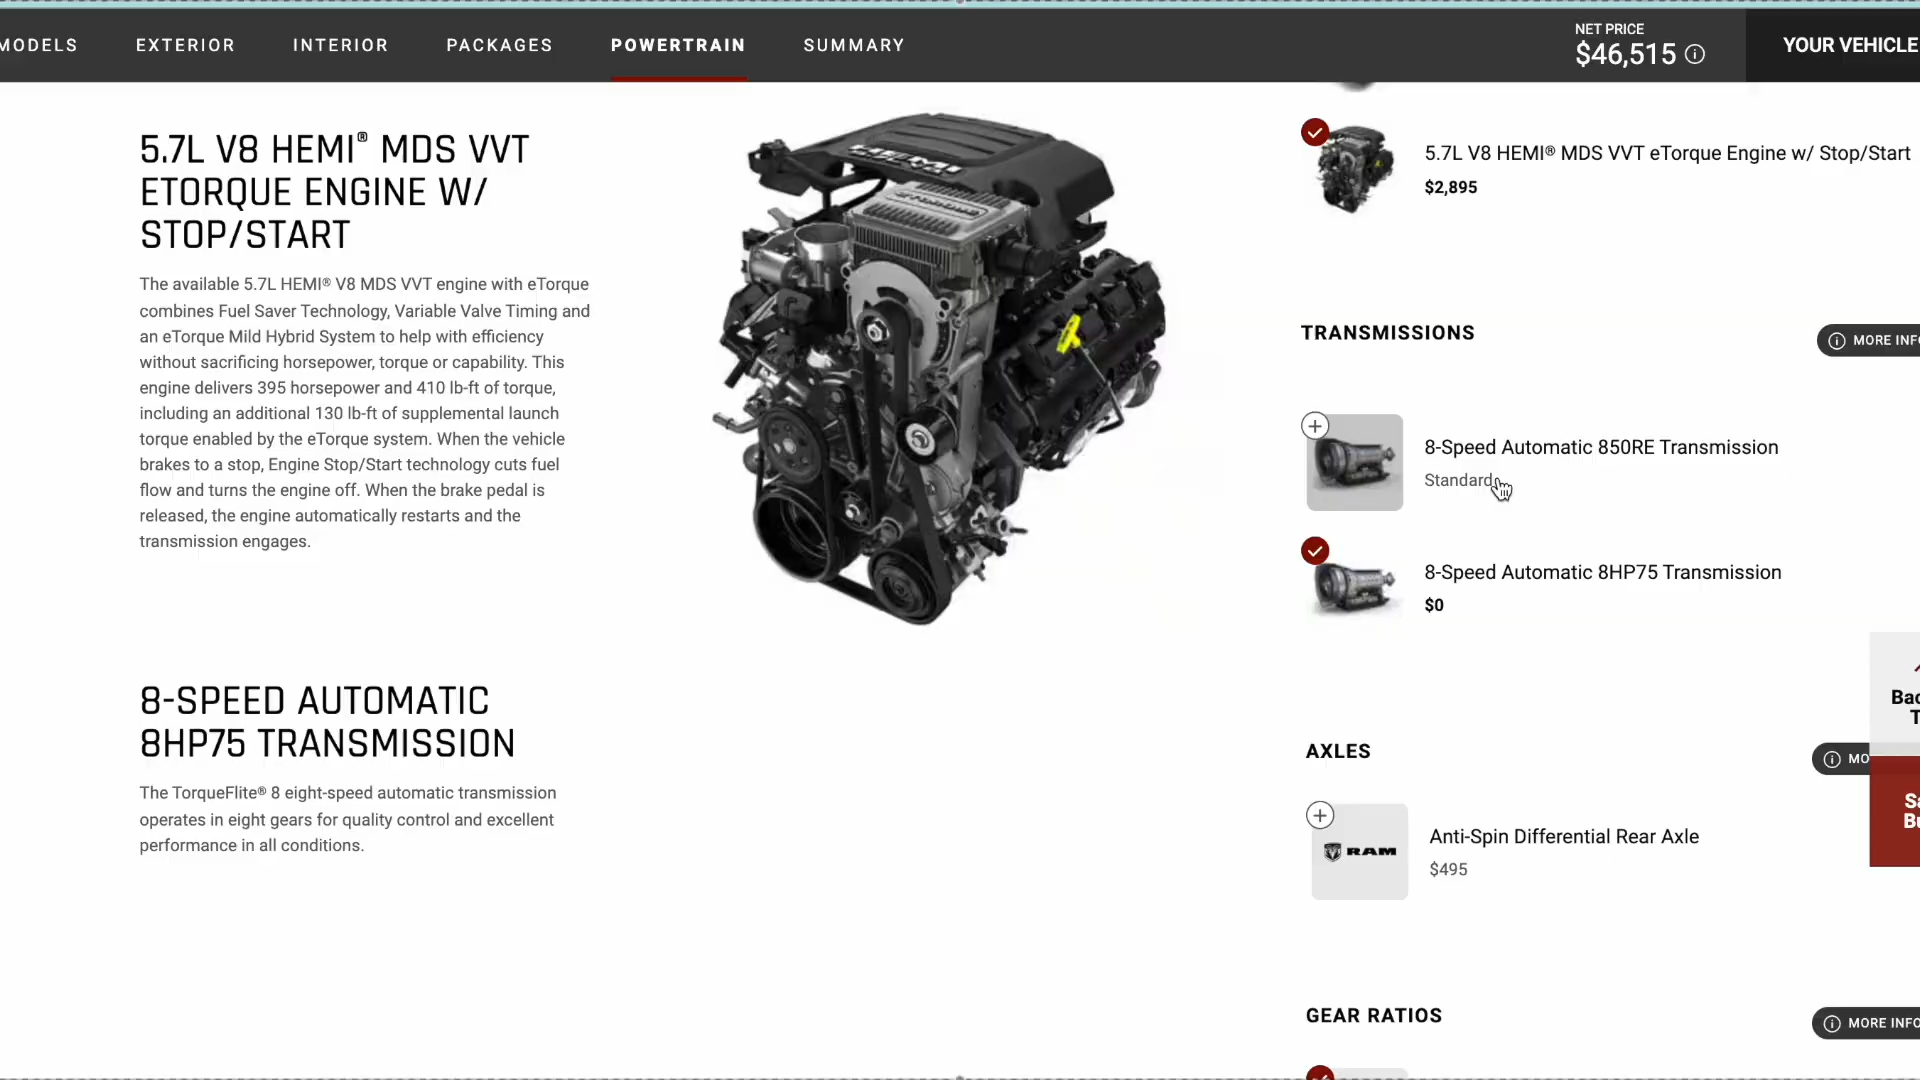 MODELS EXTERIOR INTERIOR PACKAGES POWERTRAIN SUMMARY
NET PRICE
$46,515
YOUR VEHICLE
5.7L V8 HEMI® MDS VVT
ETORQUE ENGINE W/
STOP/START
The available 5.7L HEMI® V8 MDS VVT engine with eTorque
combines Fuel Saver Technology, Variable Valve Timing and
an eTorque Mild Hybrid System to help with efficiency
without sacrificing horsepower, torque or capability. This
engine delivers 395 horsepower and 410 lb-ft of torque,
including an additional 130 lb-ft of supplemental launch
torque enabled by the eTorque system. When the vehicle
brakes to a stop, Engine Stop/Start technology cuts fuel
flow and turns the engine off. When the brake pedal is
released, the engine automatically restarts and the
transmission engages.
HEMI
8-SPEED AUTOMATIC
8HP75 TRANSMISSION
The TorqueFlite® 8 eight-speed automatic transmission
operates in eight gears for quality control and excellent
performance in all conditions.
5.7L V8 HEMI® MDS VVT eTorque Engine w/ Stop/Start
$2,895
TRANSMISSIONS
MORE INFO
8-Speed Automatic 850RE Transmission
Standard
8-Speed Automatic 8HP75 Transmission
$0
Bac
T
AXLES
MO
Sa
Bu
RAM
Anti-Spin Differential Rear Axle
$495
GEAR RATIOS
MORE INFO